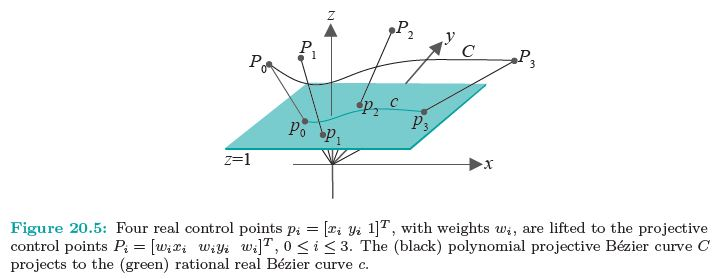 z
P₂
y
C
P₁
P₀
P₃
p₂
c
p₀
p₁
p₃
z=1
x
Figure 20.5: Four real control points pᵢ = [xᵢ yᵢ 1]ᵀ, with weights wᵢ, are lifted to the projective
control points Pᵢ = [wᵢxᵢ wᵢyᵢ wᵢ]ᵀ, 0 ≤ i ≤ 3. The (black) polynomial projective Bézier curve C
projects to the (green) rational real Bézier curve c.